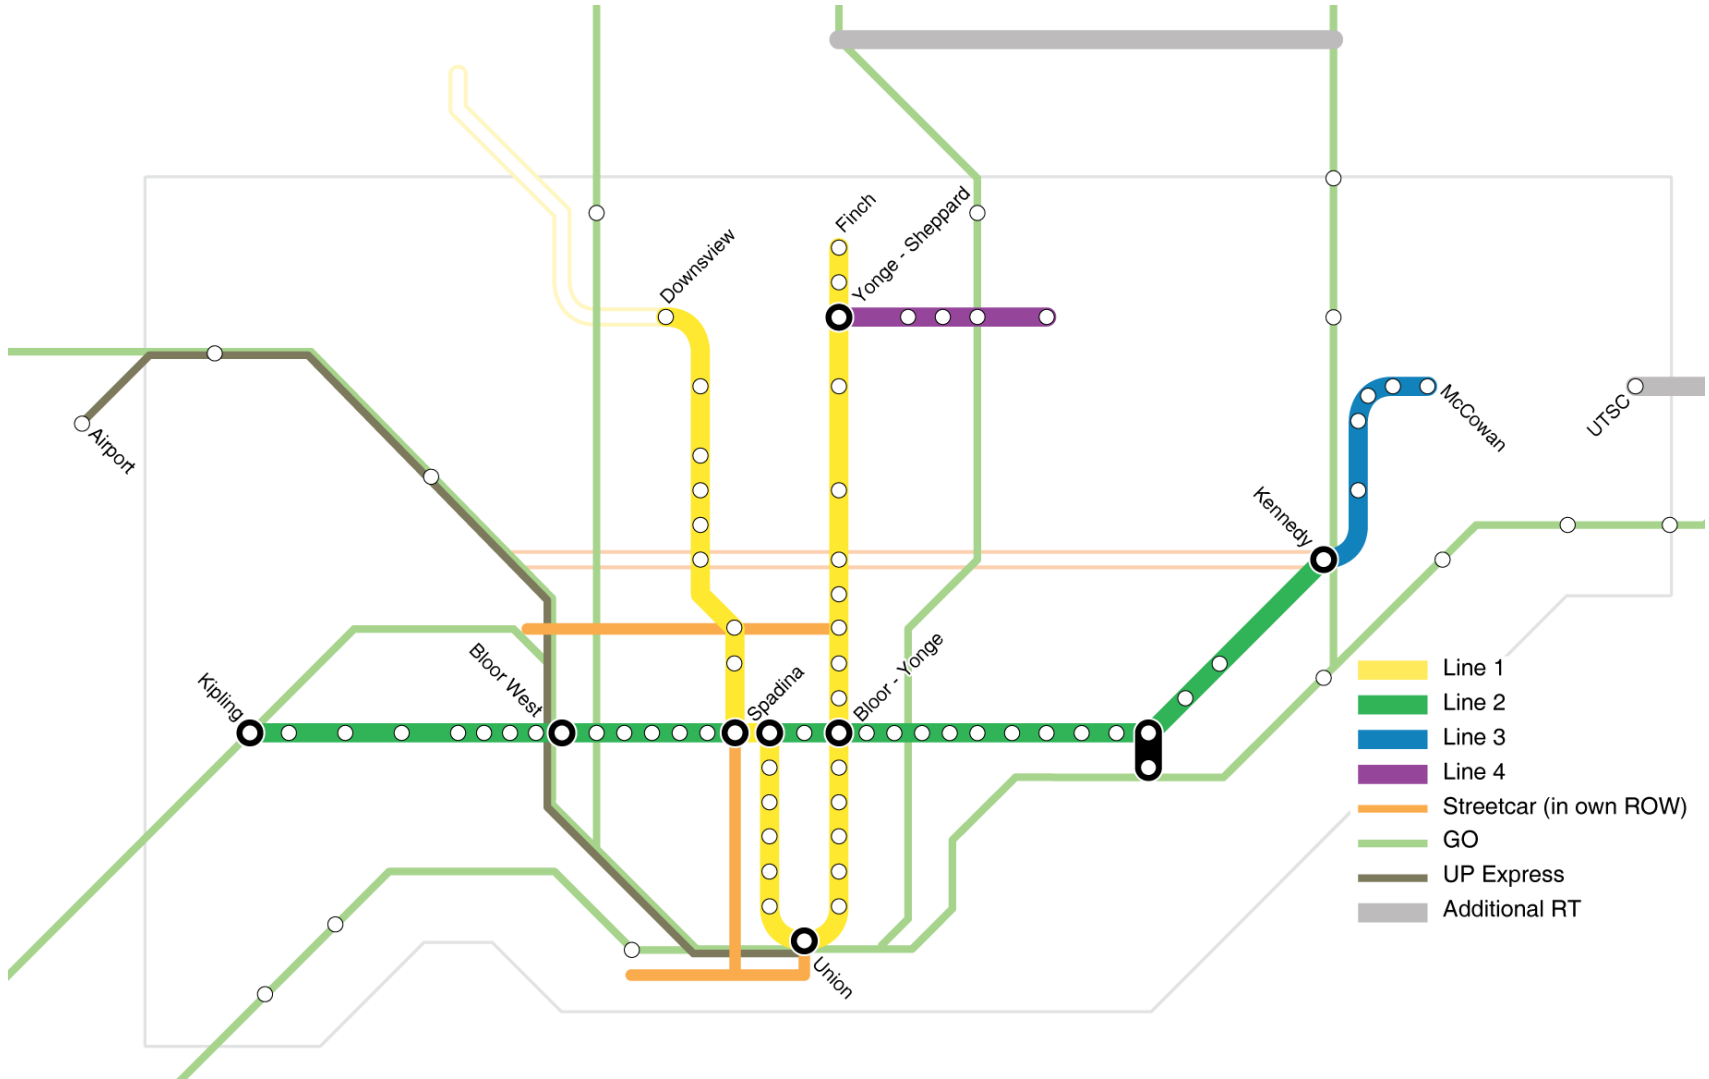 Finch
Yonge - Sheppard
Downsview
Airport
McCowan
UTSC
Kennedy
Kipling
Bloor West
Spadina
Bloor - Yonge
Union
Line 1
Line 2
Line 3
Line 4
Streetcar (in own ROW)
GO
UP Express
Additional RT